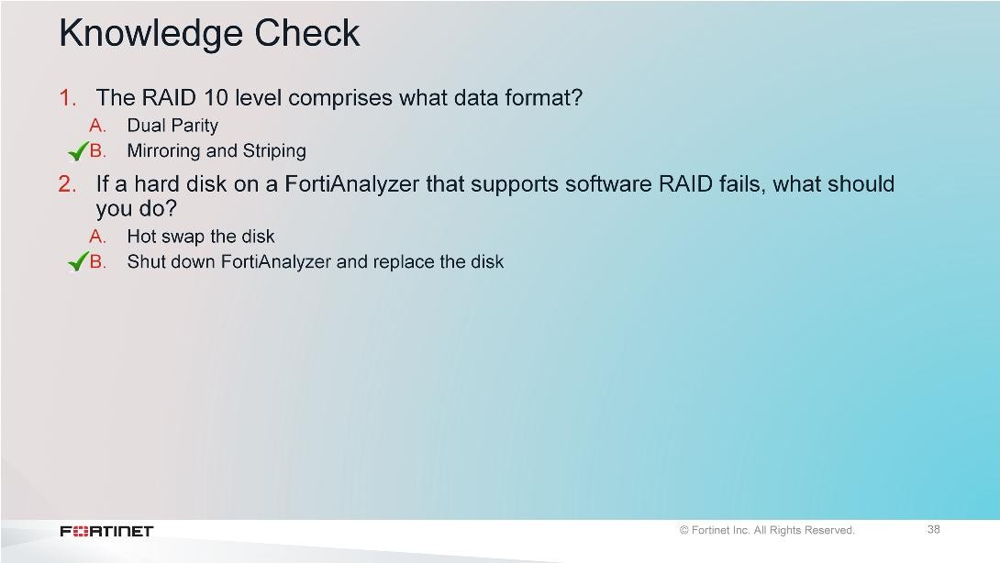 Knowledge Check
1. The RAID 10 level comprises what data format?
A. Dual Parity
B. Mirroring and Striping
2. If a hard disk on a FortiAnalyzer that supports software RAID fails, what should
you do?
A. Hot swap the disk
B. Shut down FortiAnalyzer and replace the disk
FORTINET
© Fortinet Inc. All Rights Reserved.
38